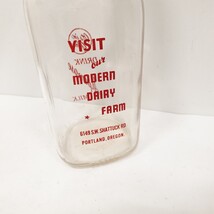 VISIT
our
MODERN
DAIRY
FARM
6149 S.W. SHATTUCK RD
PORTLAND, OREGON